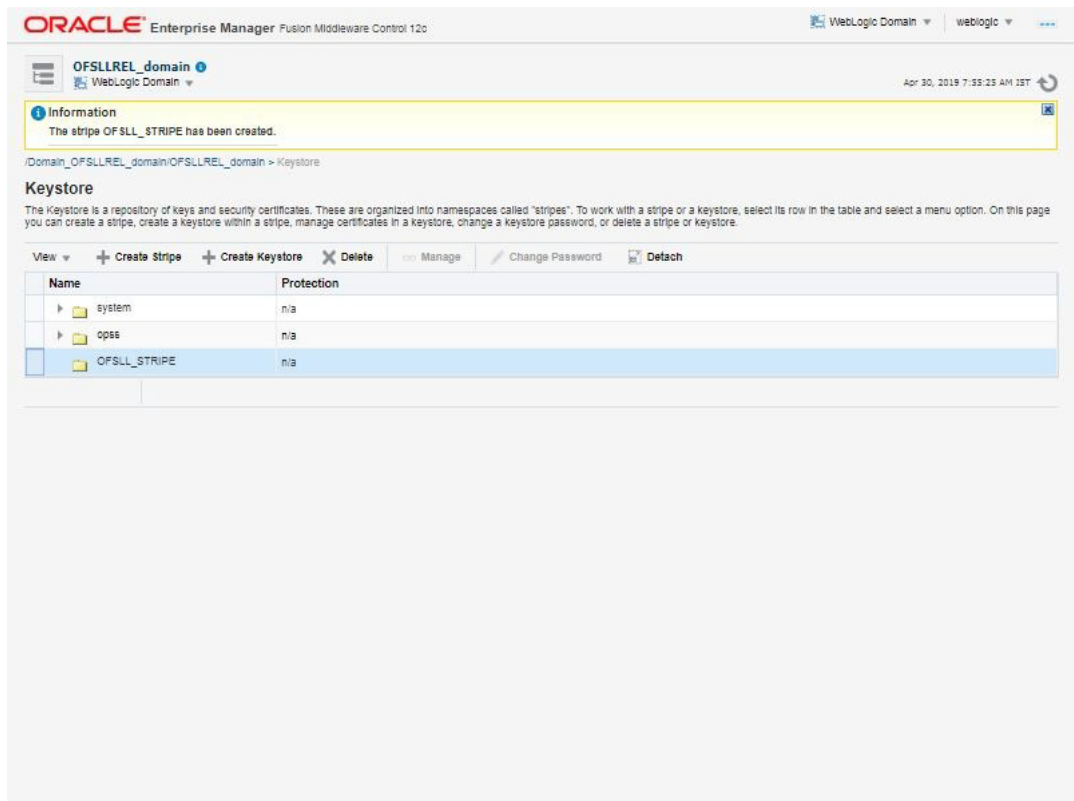 ORACLE Enterprise Manager Fusion Middleware Control 12c
WebLogic Domain weblogic
OFSLLREL_domain
WebLogic Domain
Apr 30, 2019 7:55:25 AM IST
Information
The stripe OFSLL_STRIPE has been created.
/Domain_OFSLLREL_domain/OFSLLREL_domain > Keystore
Keystore
The Keystore is a repository of keys and security certificates. These are organized into namespaces called "stripes". To work with a stripe or a keystore, select its row in the table and select a menu option. On this page
you can create a stripe, create a keystore within a stripe, manage certificates in a keystore, change a keystore password, or delete a stripe or keystore.
View Create Stripe Create Keystore Delete Manage Change Password Detach
Name Protection
system n/a
opss n/a
OFSLL_STRIPE n/a